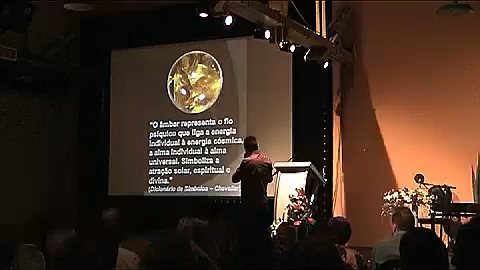 "O âmbar representa o fio
psíquico que liga a energia
individual à energia cósmica,
a alma individual à alma
universal. Simboliza a
atração solar, espiritual e
divina."
(Dicionário de Símbolos - Chevalier